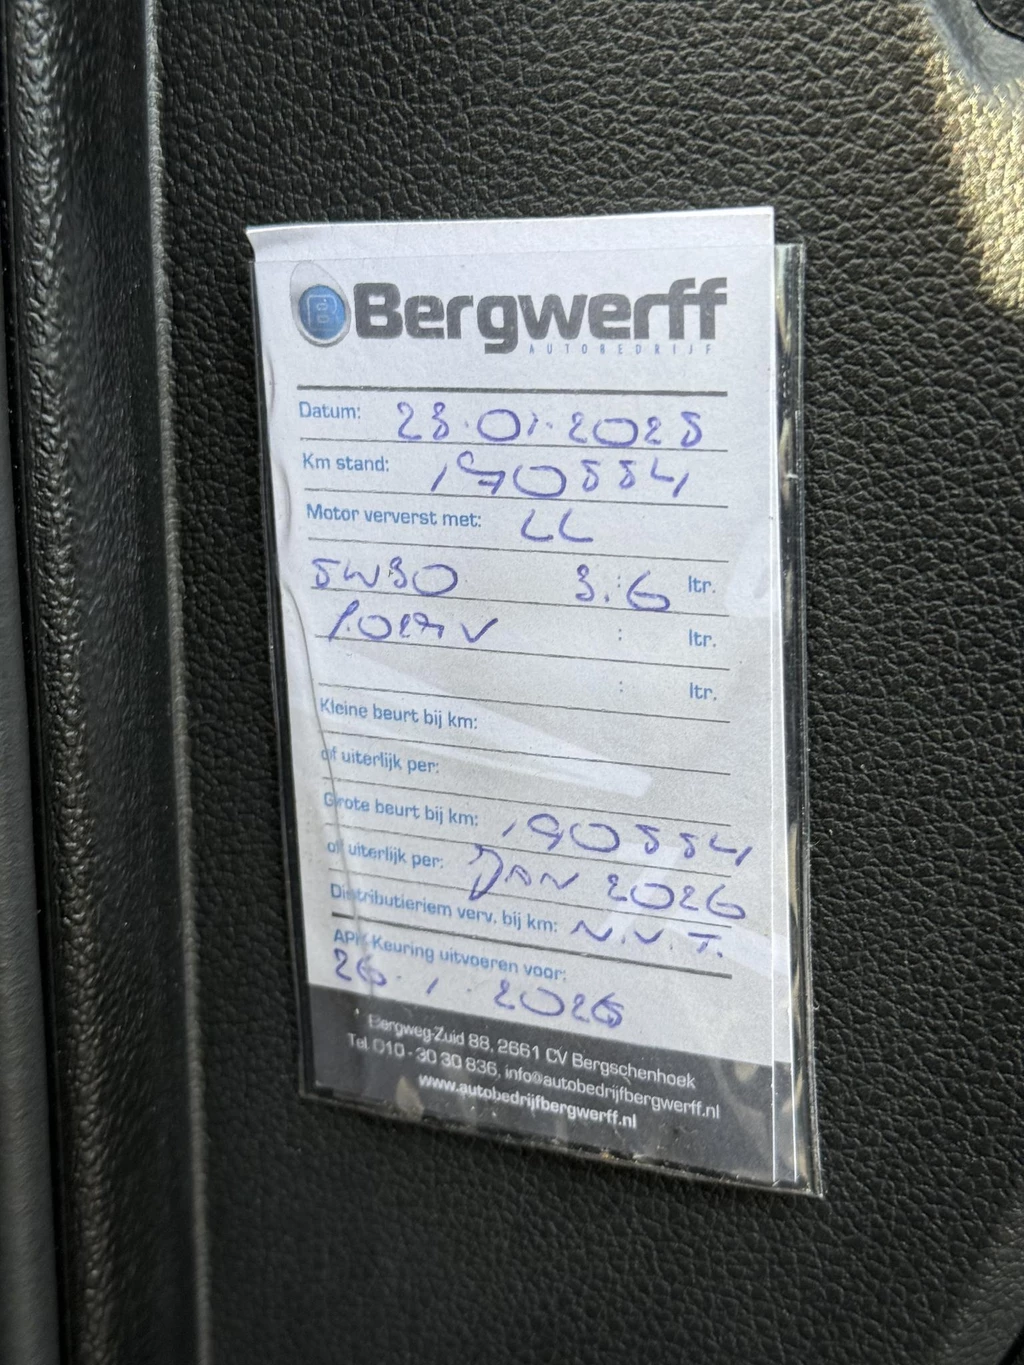 Bergwerff
AUTOBEDRIJF
Datum: 28.01.2025
Km stand: 190554
Motor ververst met: LL
5W30 3:6 ltr.
: ltr.
: ltr.
Kleine beurt bij km:
of uiterlijk per:
Grote beurt bij km: 190554
of uiterlijk per: JAN 2026
Distributieriem verv. bij km: N.V.T.
APK Keuring uitvoeren voor:
26.1.2026
Bergweg-Zuid 88, 2661 CV Bergschenhoek
Tel. 010 - 30 30 836, info@autobedrijfbergwerff.nl
www.autobedrijfbergwerff.nl